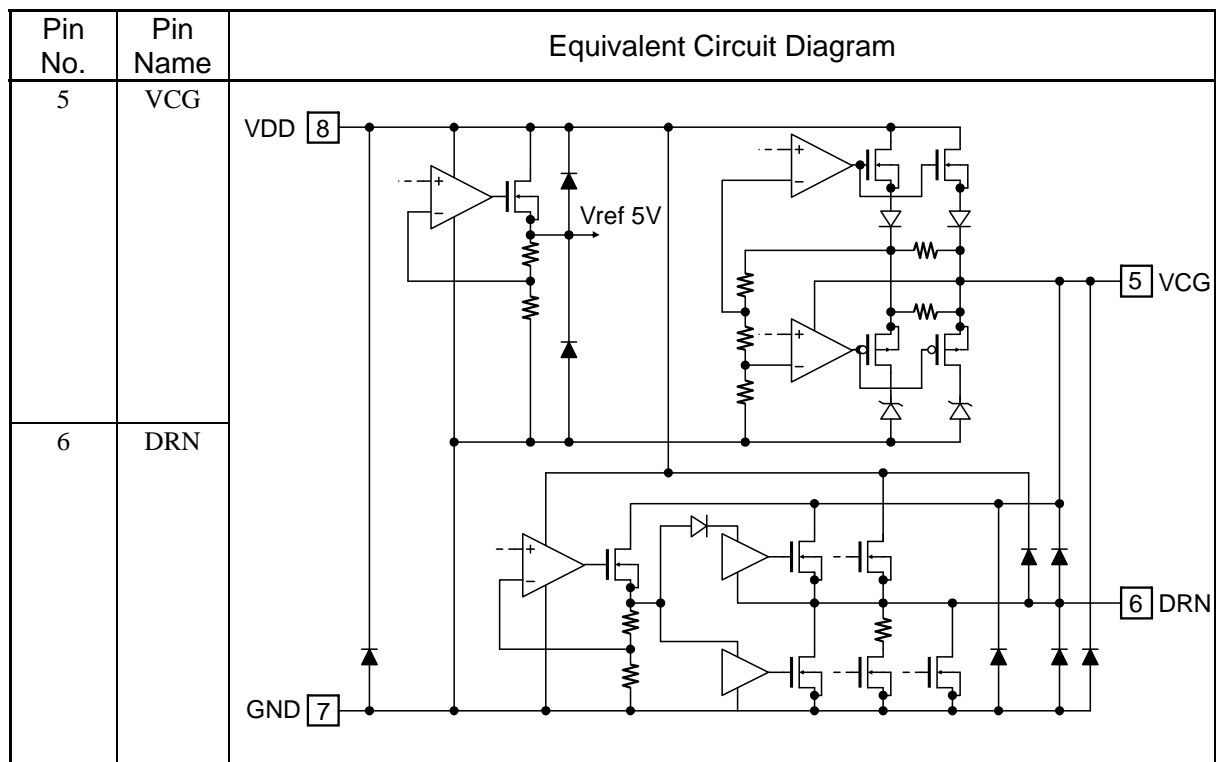 Pin No.
Pin Name
Equivalent Circuit Diagram
5
VCG
VDD 8
+
−
Vref 5V
+
−
+
−
5 VCG
6
DRN
+
−
6 DRN
GND 7